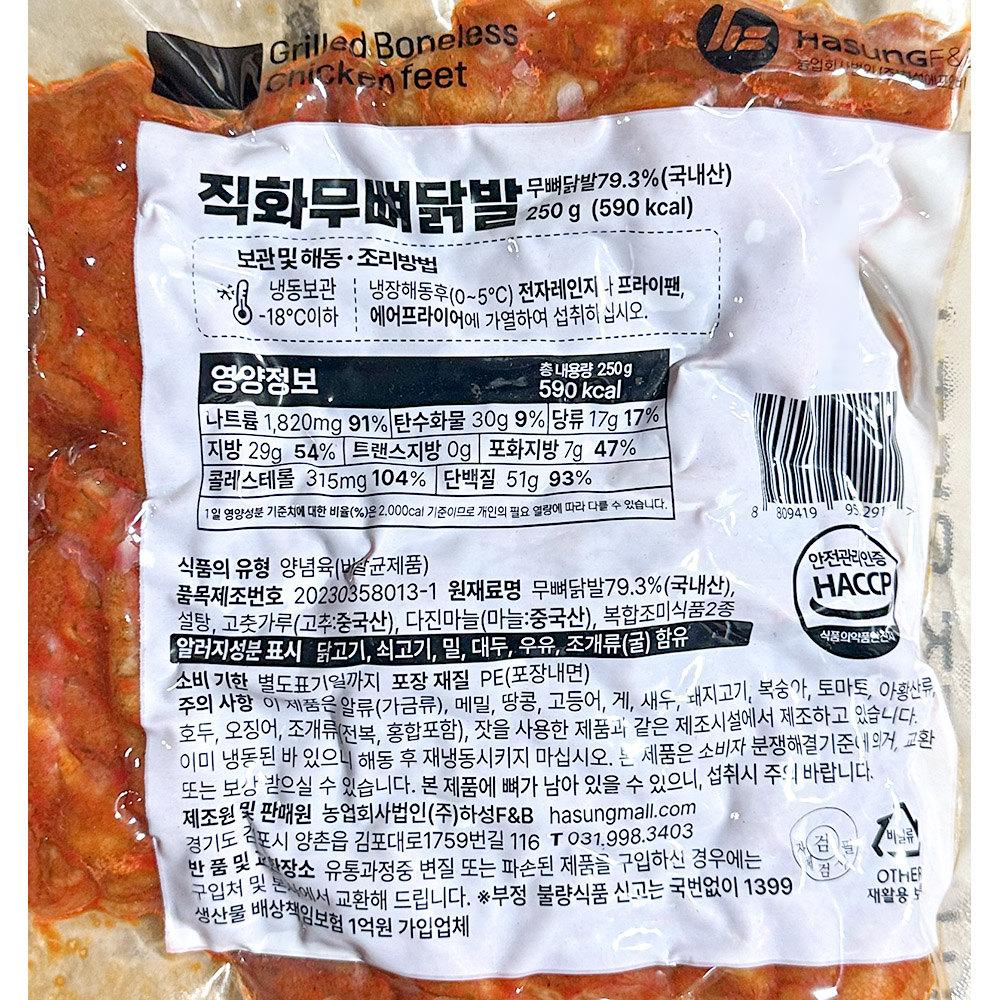 Grilled Boneless
chicken feet
HasungF&
직화무뼈닭발
무뼈닭발79.3%(국내산)
250 g (590 kcal)
보관 및 해동·조리방법
냉동보관
-18°C이하
냉장해동후(0~5°C) 전자레인지 프라이팬,
에어프라이어에 가열하여 섭취하십시오.
영양정보
총 내용량 250g
590 kcal
나트륨 1,820mg 91% 탄수화물 30g 9% 당류 17g 17%
지방 29g 54% 트랜스지방 0g 포화지방 7g 47%
콜레스테롤 315mg 104% 단백질 51g 93%
1일 영양성분 기준치에 대한 비율(%)은 2,000cal 기준이므로 개인의 필요 열량에 따라 다를 수 있습니다.
8 809419 95 291 7
안전관리인증
HACCP
식품의약품안전처
식품의 유형 양념육(비살균제품)
품목제조번호 20230358013-1 원재료명 무뼈닭발79.3%(국내산),
설탕, 고춧가루(고추:중국산), 다진마늘(마늘:중국산), 복합조미식품2종
알러지성분 표시 닭고기, 쇠고기, 밀, 대두, 우유, 조개류(굴) 함유
소비 기한 별도표기일까지 포장 재질 PE(포장내면)
주의 사항 이 제품은 알류(가금류), 메밀, 땅콩, 고등어, 게, 새우, 돼지고기, 복숭아, 토마토, 아황산류,
호두, 오징어, 조개류(전복, 홍합포함), 잣을 사용한 제품과 같은 제조시설에서 제조하고 있습니다.
이미 냉동된 바 있으니 해동 후 재냉동시키지 마십시오. 본 제품은 소비자 분쟁해결기준에 의거, 교환
또는 보상 받으실 수 있습니다. 본 제품에 뼈가 남아 있을 수 있으니, 섭취시 주의 바랍니다.
제조원 및 판매원 농업회사법인(주)하성F&B hasungmall.com
경기도 김포시 양촌읍 김포대로1759번길 116 T 031.998.3403
반 품 및 교환장소 유통과정중 변질 또는 파손된 제품을 구입하신 경우에는
구입처 및 본사에서 교환해 드립니다. ※부정 불량식품 신고는 국번없이 1399
생산물 배상책임보험 1억원 가입업체
검
비닐류
OTHER
재활용